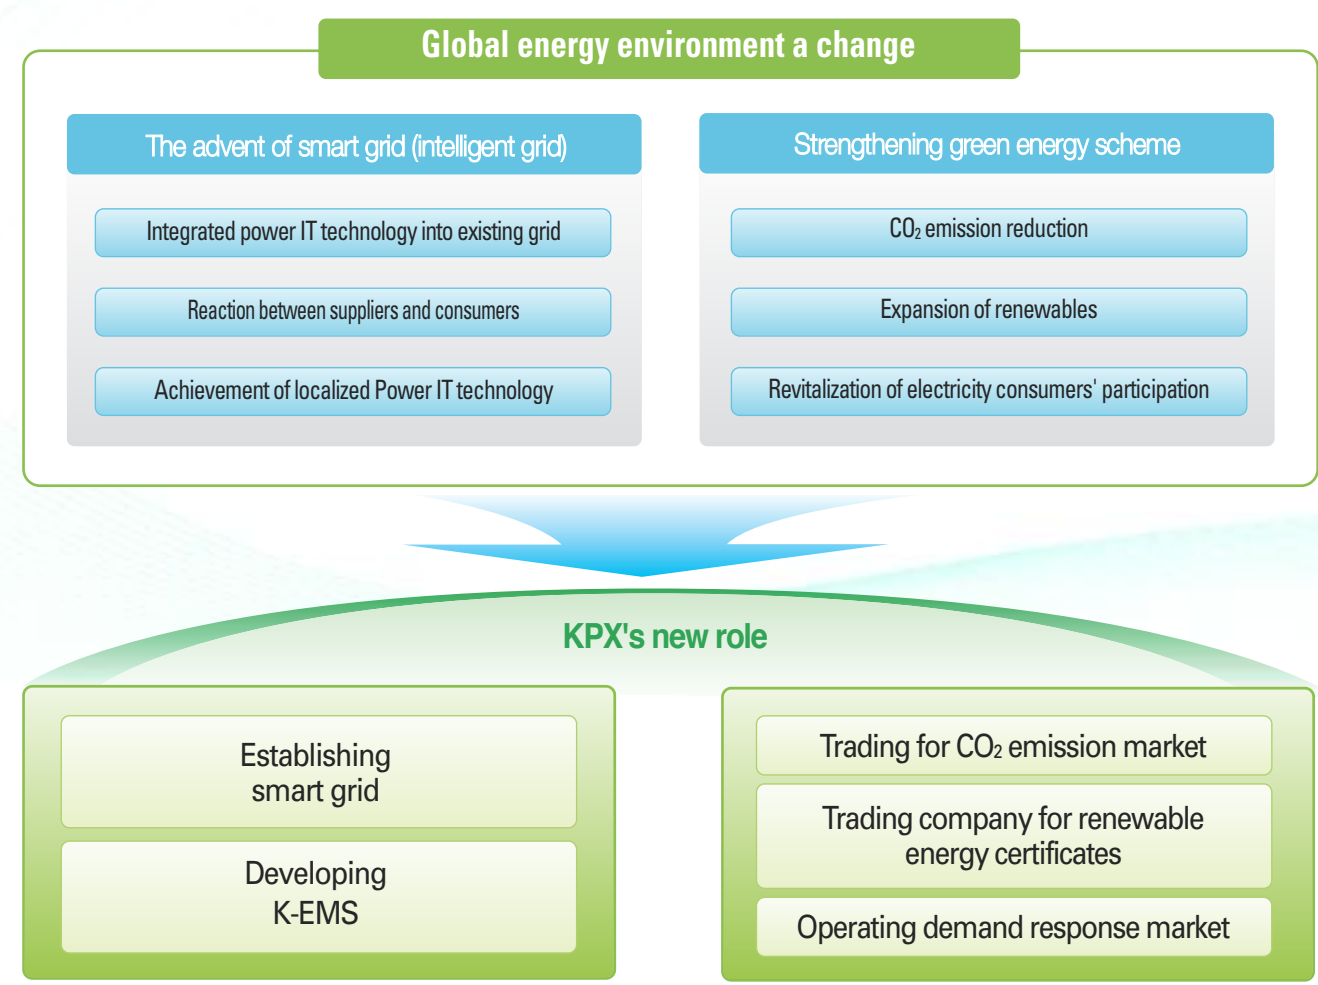 Global energy environment a change
The advent of smart grid (intelligent grid)
Integrated power IT technology into existing grid
Reaction between suppliers and consumers
Achievement of localized Power IT technology
Strengthening green energy scheme
CO₂ emission reduction
Expansion of renewables
Revitalization of electricity consumers' participation
KPX's new role
Establishing
smart grid
Developing
K-EMS
Trading for CO₂ emission market
Trading company for renewable
energy certificates
Operating demand response market